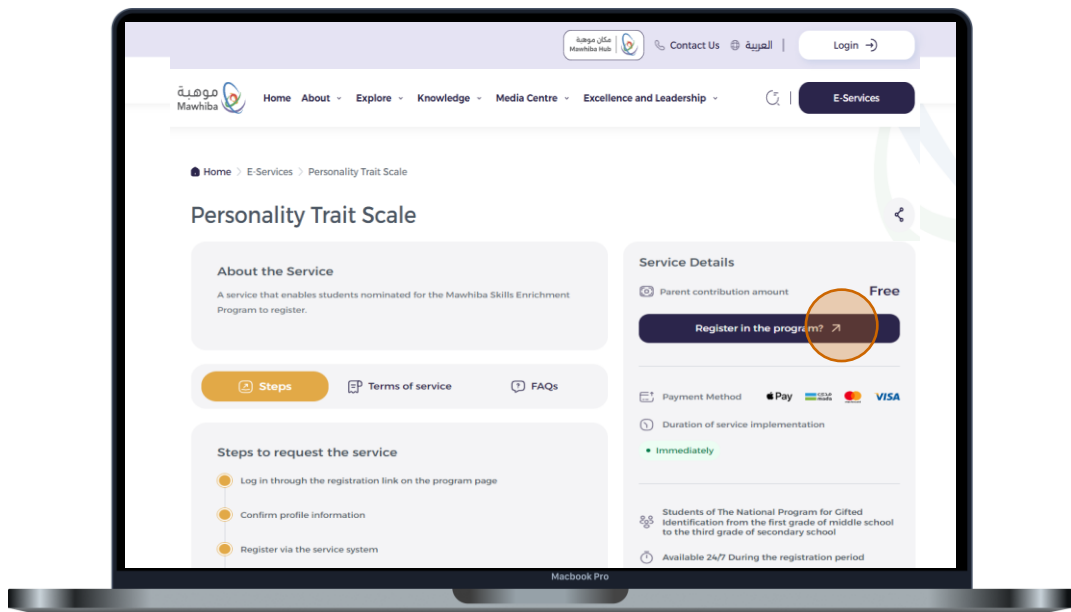 مكان موهبة
Mawhiba Hub
Contact Us
العربية
Login
موهبة
Mawhiba
Home About Explore Knowledge Media Centre Excellence and Leadership
E-Services
Home E-Services Personality Trait Scale
Personality Trait Scale
About the Service
A service that enables students nominated for the Mawhiba Skills Enrichment
Program to register.
Steps
Terms of service
FAQs
Steps to request the service
Log in through the registration link on the program page
Confirm profile information
Register via the service system
Service Details
Parent contribution amount Free
Register in the program?
Payment Method
Pay
mada
VISA
Duration of service implementation
Immediately
Students of The National Program for Gifted
Identification from the first grade of middle school
to the third grade of secondary school
Available 24/7 During the registration period
Macbook Pro